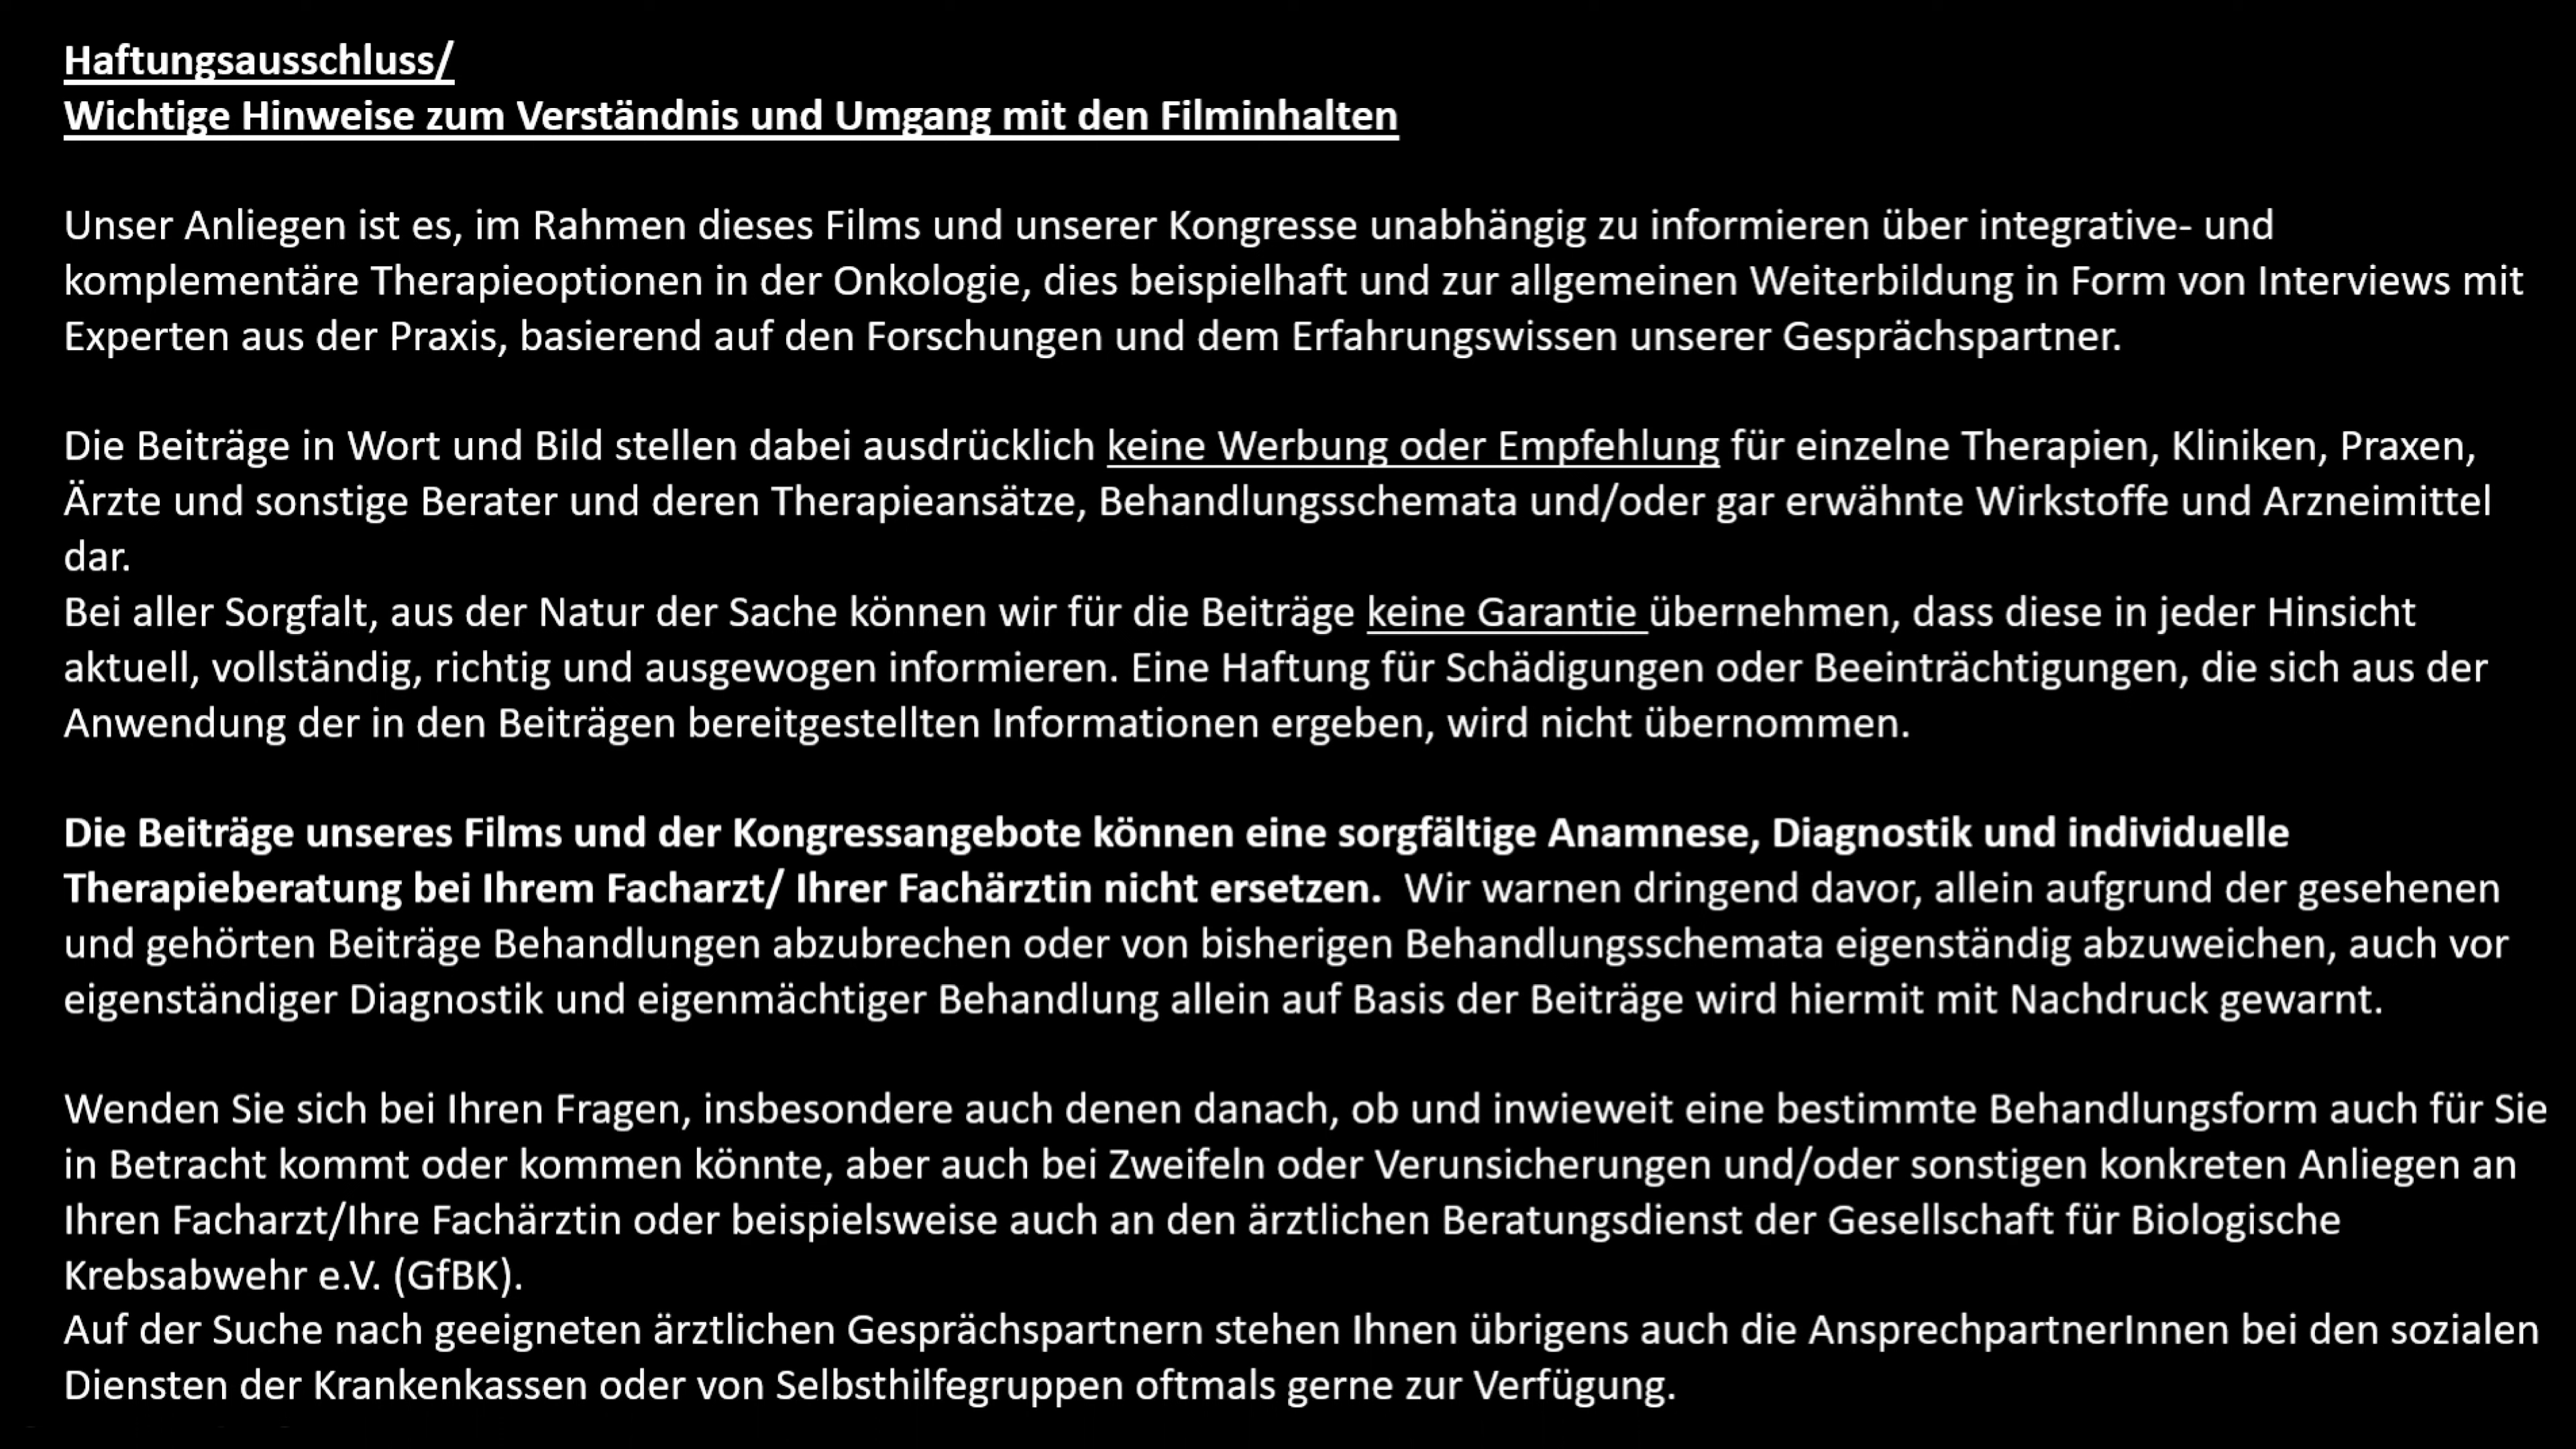 Haftungsausschluss/
Wichtige Hinweise zum Verständnis und Umgang mit den Filminhalten
Unser Anliegen ist es, im Rahmen dieses Films und unserer Kongresse unabhängig zu informieren über integrative- und
komplementäre Therapieoptionen in der Onkologie, dies beispielhaft und zur allgemeinen Weiterbildung in Form von Interviews mit
Experten aus der Praxis, basierend auf den Forschungen und dem Erfahrungswissen unserer Gesprächspartner.
Die Beiträge in Wort und Bild stellen dabei ausdrücklich keine Werbung oder Empfehlung für einzelne Therapien, Kliniken, Praxen,
Ärzte und sonstige Berater und deren Therapieansätze, Behandlungsschemata und/oder gar erwähnte Wirkstoffe und Arzneimittel
dar.
Bei aller Sorgfalt, aus der Natur der Sache können wir für die Beiträge keine Garantie übernehmen, dass diese in jeder Hinsicht
aktuell, vollständig, richtig und ausgewogen informieren. Eine Haftung für Schädigungen oder Beeinträchtigungen, die sich aus der
Anwendung der in den Beiträgen bereitgestellten Informationen ergeben, wird nicht übernommen.
Die Beiträge unseres Films und der Kongressangebote können eine sorgfältige Anamnese, Diagnostik und individuelle
Therapieberatung bei Ihrem Facharzt/ Ihrer Fachärztin nicht ersetzen.  Wir warnen dringend davor, allein aufgrund der gesehenen
und gehörten Beiträge Behandlungen abzubrechen oder von bisherigen Behandlungsschemata eigenständig abzuweichen, auch vor
eigenständiger Diagnostik und eigenmächtiger Behandlung allein auf Basis der Beiträge wird hiermit mit Nachdruck gewarnt.
Wenden Sie sich bei Ihren Fragen, insbesondere auch denen danach, ob und inwieweit eine bestimmte Behandlungsform auch für Sie
in Betracht kommt oder kommen könnte, aber auch bei Zweifeln oder Verunsicherungen und/oder sonstigen konkreten Anliegen an
Ihren Facharzt/Ihre Fachärztin oder beispielsweise auch an den ärztlichen Beratungsdienst der Gesellschaft für Biologische
Krebsabwehr e.V. (GfBK).
Auf der Suche nach geeigneten ärztlichen Gesprächspartnern stehen Ihnen übrigens auch die AnsprechpartnerInnen bei den sozialen
Diensten der Krankenkassen oder von Selbsthilfegruppen oftmals gerne zur Verfügung.